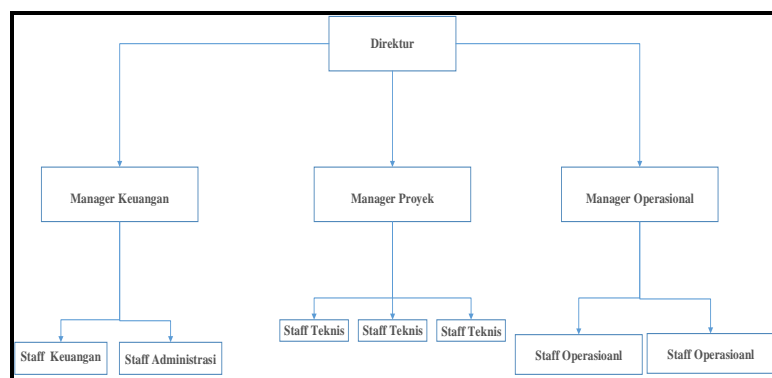 Direktur
Manager Keuangan
Manager Proyek
Manager Operasional
Staff Teknis
Staff Teknis
Staff Teknis
Staff Keuangan
Staff Administrasi
Staff Operasioanl
Staff Operasioanl